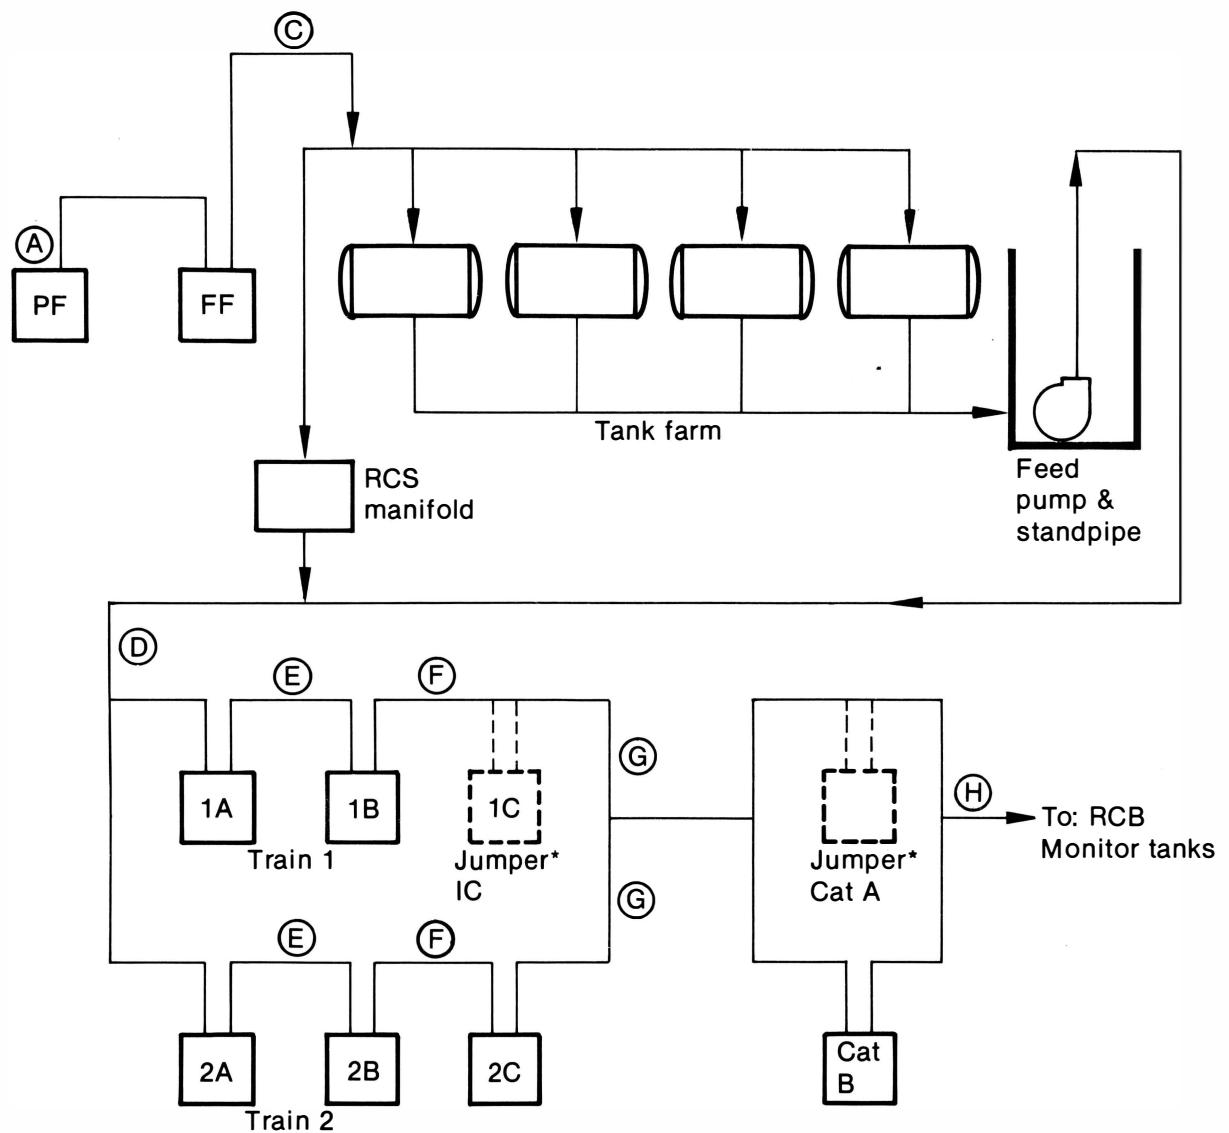 C
A
PF
FF
Tank farm
RCS
manifold
Feed
pump &
standpipe
D
E
F
G
H
1A
1B
1C
To: RCB
Monitor tanks
Train 1
Jumper*
IC
Jumper*
Cat A
G
E
F
2A
2B
2C
Cat
B
Train 2